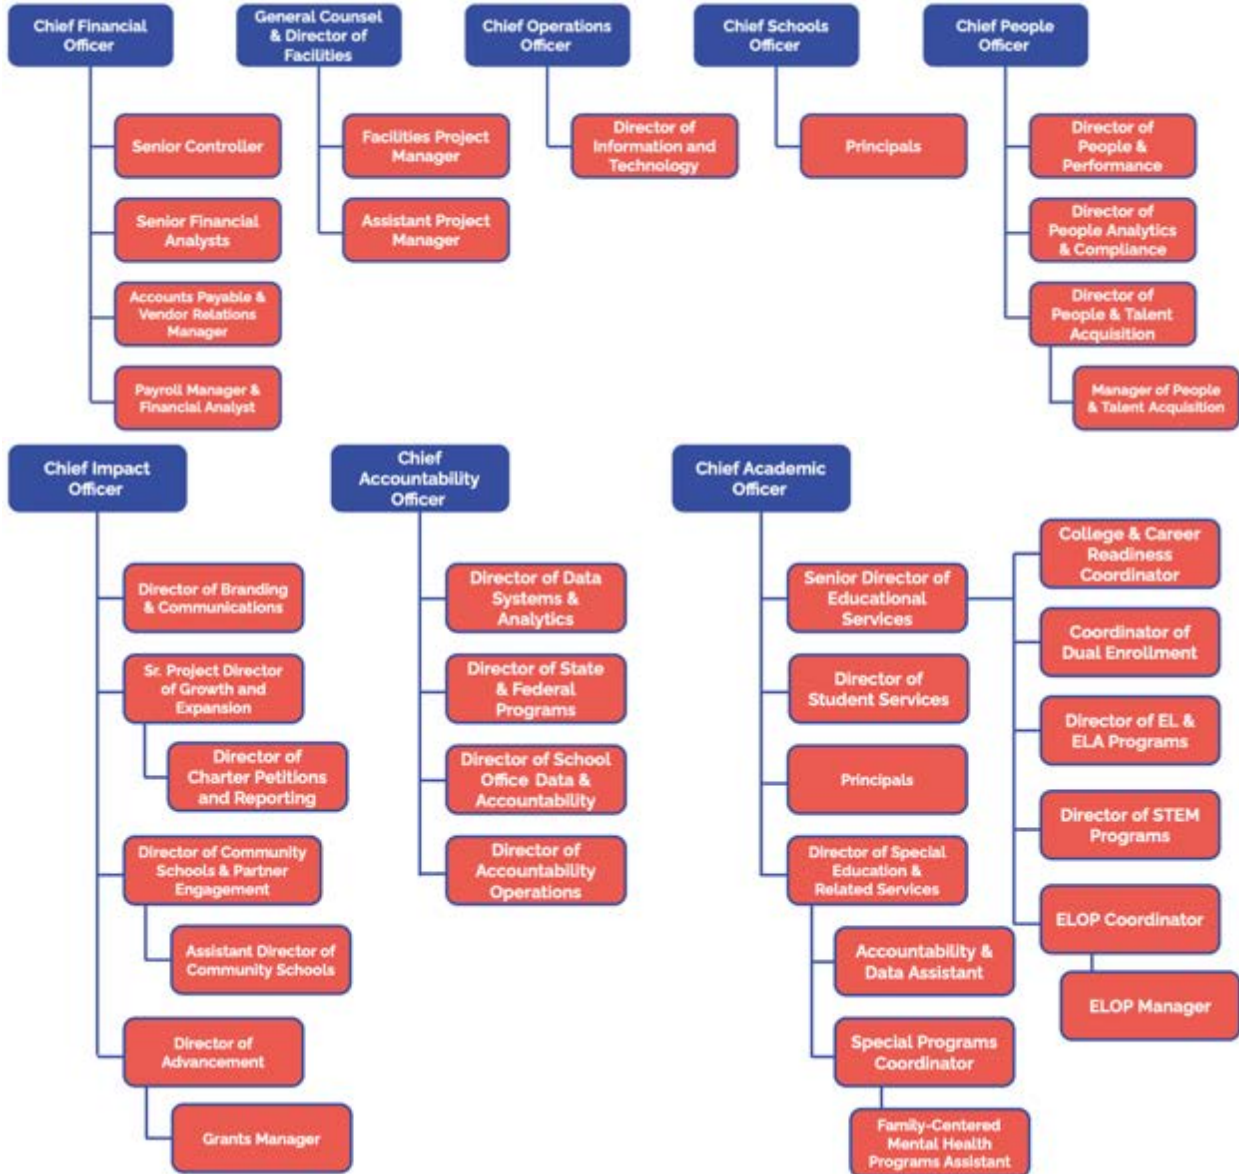 Chief Financial
Officer
Senior Controller
Senior Financial
Analysts
Accounts Payable &
Vendor Relations
Manager
Payroll Manager &
Financial Analyst
General Counsel
& Director of
Facilities
Facilities Project
Manager
Assistant Project
Manager
Chief Operations
Officer
Director of
Information and
Technology
Chief Schools
Officer
Principals
Chief People
Officer
Director of
People &
Performance
Director of
People Analytics
& Compliance
Director of
People & Talent
Acquisition
Manager of People
& Talent Acquisition
Chief Impact
Officer
Director of Branding
& Communications
Sr. Project Director
of Growth and
Expansion
Director of
Charter Petitions
and Reporting
Director of Community
Schools & Partner
Engagement
Assistant Director of
Community Schools
Director of
Advancement
Grants Manager
Chief
Accountability
Officer
Director of Data
Systems &
Analytics
Director of State
& Federal
Programs
Director of School
Office Data &
Accountability
Director of
Accountability
Operations
Chief Academic
Officer
Senior Director of
Educational
Services
College & Career
Readiness
Coordinator
Coordinator of
Dual Enrollment
Director of EL &
ELA Programs
Director of STEM
Programs
ELOP Coordinator
ELOP Manager
Director of
Student Services
Principals
Director of Special
Education &
Related Services
Accountability &
Data Assistant
Special Programs
Coordinator
Family-Centered
Mental Health
Programs Assistant